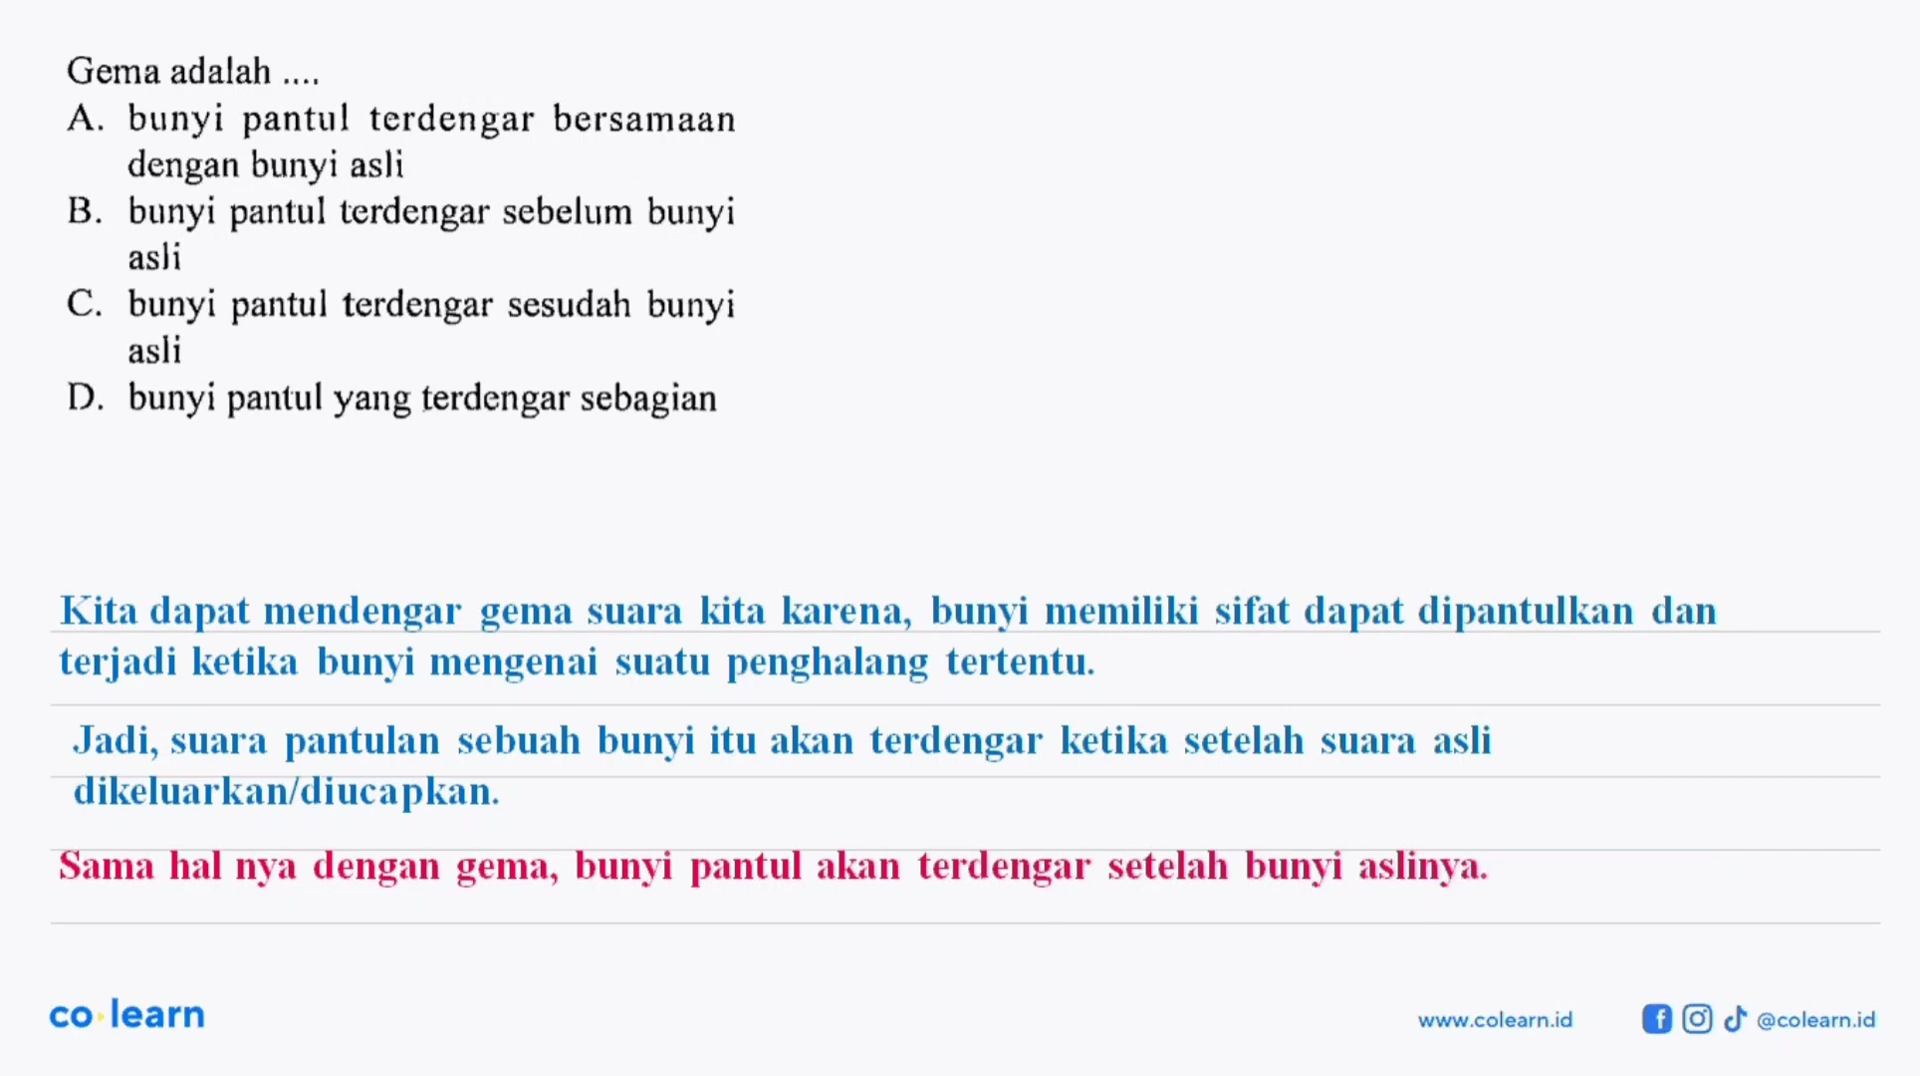 Gema adalah ....
A. bunyi pantul terdengar bersamaan
dengan bunyi asli
B. bunyi pantul terdengar sebelum bunyi
asli
C. bunyi pantul terdengar sesudah bunyi
asli
D. bunyi pantul yang terdengar sebagian
Kita dapat mendengar gema suara kita karena, bunyi memiliki sifat dapat dipantulkan dan
terjadi ketika bunyi mengenai suatu penghalang tertentu.
Jadi, suara pantulan sebuah bunyi itu akan terdengar ketika setelah suara asli
dikeluarkan/diucapkan.
Sama hal nya dengan gema, bunyi pantul akan terdengar setelah bunyi aslinya.
co learn
www.colearn.id
@colearn.id